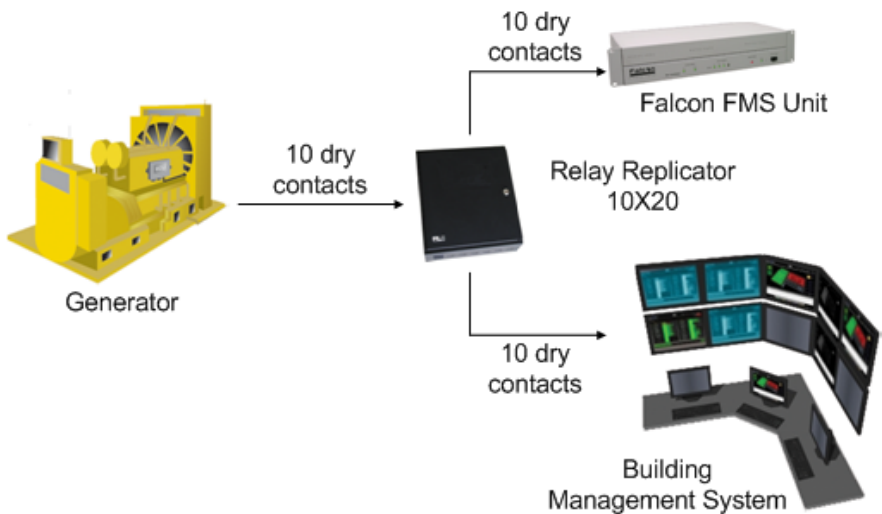 10 dry
contacts
Falcon
Falcon FMS Unit
10 dry
contacts
Relay Replicator
10X20
Generator
10 dry
contacts
Building
Management System